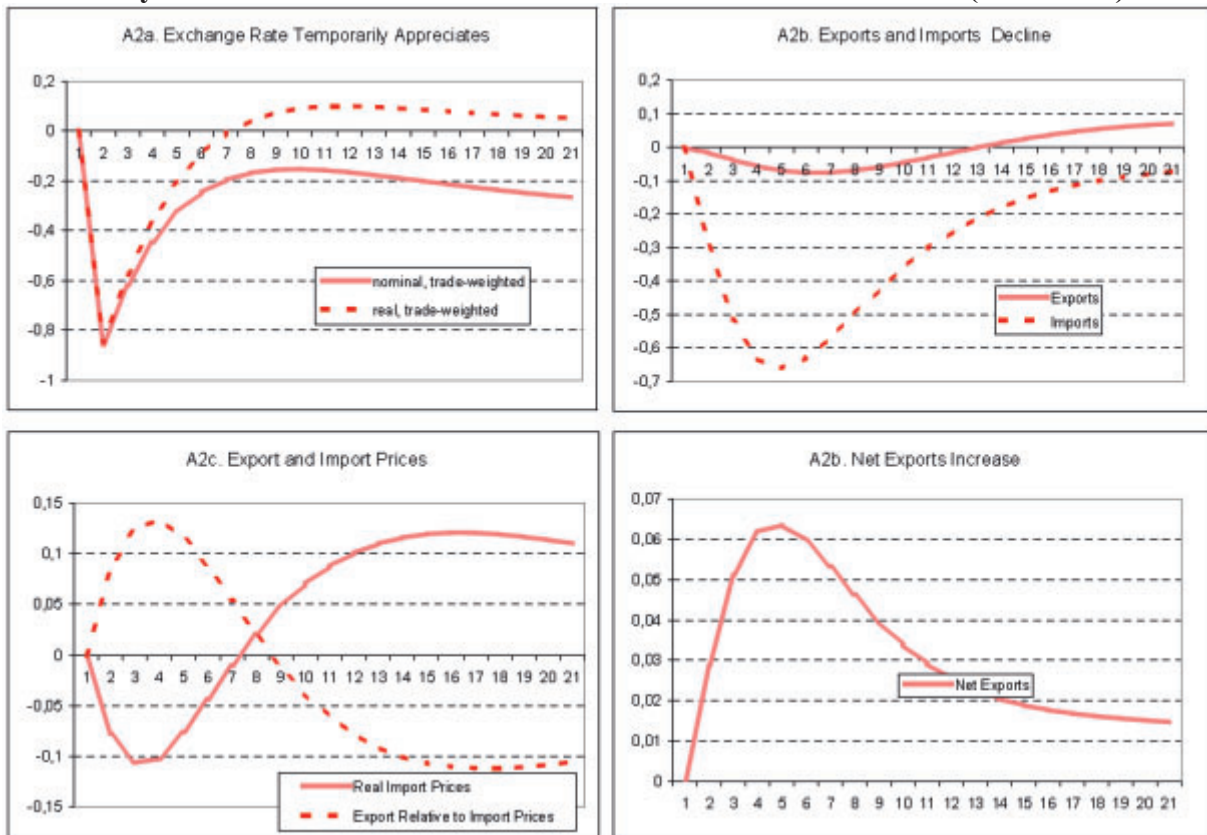 A2a. Exchange Rate Temporarily Appreciates
0,2
0
-0,2
-0,4
-0,6
-0,8
-1
1 2 3 4 5 6 7 8 9 10 11 12 13 14 15 16 17 18 19 20 21
nominal, trade-weighted
real, trade-weighted
A2b. Exports and Imports Decline
0,2
0,1
0
-0,1
-0,2
-0,3
-0,4
-0,5
-0,6
-0,7
1 2 3 4 5 6 7 8 9 10 11 12 13 14 15 16 17 18 19 20 21
Exports
Imports
A2c. Export and Import Prices
0,15
0,1
0,05
0
-0,05
-0,1
-0,15
1 2 3 4 5 6 7 8 9 10 11 12 13 14 15 16 17 18 19 20 21
Real Import Prices
Export Relative to Import Prices
A2b. Net Exports Increase
0,07
0,06
0,05
0,04
0,03
0,02
0,01
0
1 2 3 4 5 6 7 8 9 10 11 12 13 14 15 16 17 18 19 20 21
Net Exports